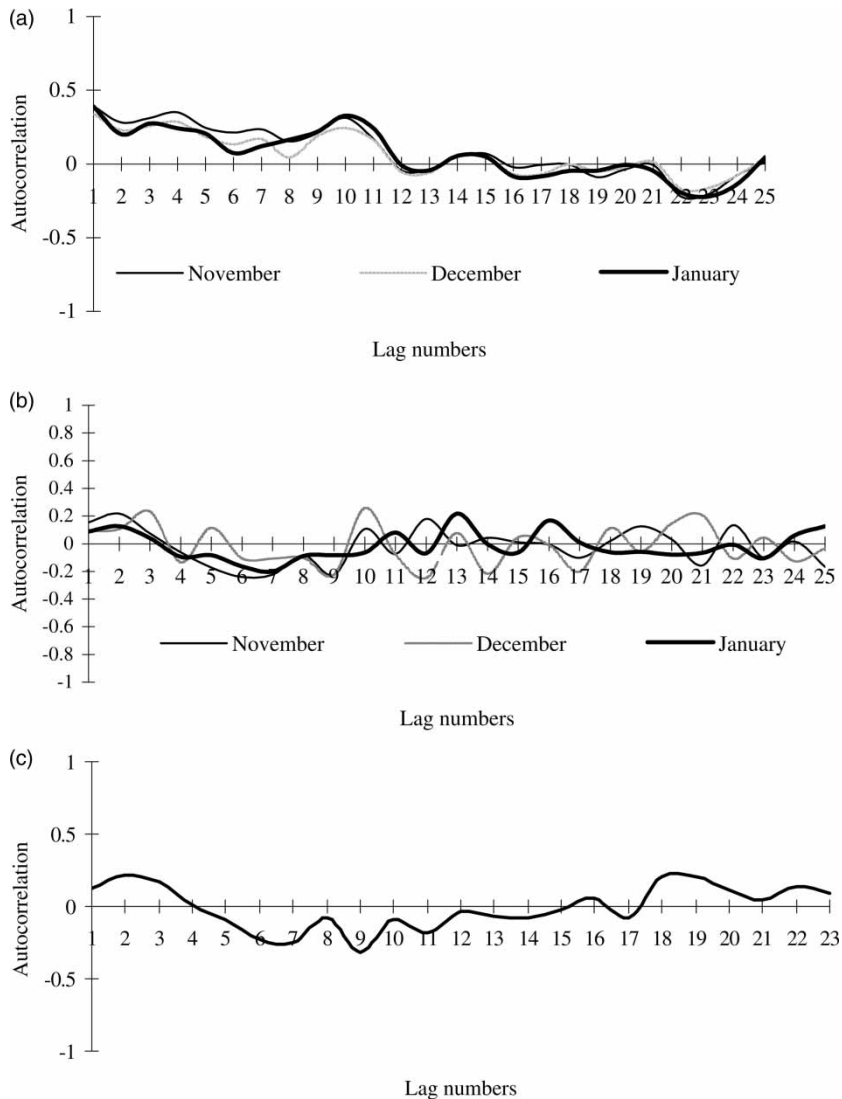 (a)
1
0.5
0
-0.5
-1
Autocorrelation
1 2 3 4 5 6 7 8 9 10 11 12 13 14 15 16 17 18 19 20 21 22 23 24 25
November December January
Lag numbers
(b)
1
0.8
0.6
0.4
0.2
0
-0.2
-0.4
-0.6
-0.8
-1
Autocorrelation
1 2 3 4 5 6 7 8 9 10 11 12 13 14 15 16 17 18 19 20 21 22 23 24 25
November December January
Lag numbers
(c)
1
0.5
0
-0.5
-1
Autocorrelation
1 2 3 4 5 6 7 8 9 10 11 12 13 14 15 16 17 18 19 20 21 22 23
Lag numbers